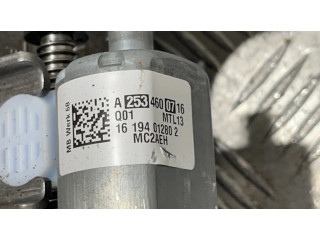 MB Werk 68
A 253 460 07 16
Q01 MTL13
16 194 01280 2
MC2AEH